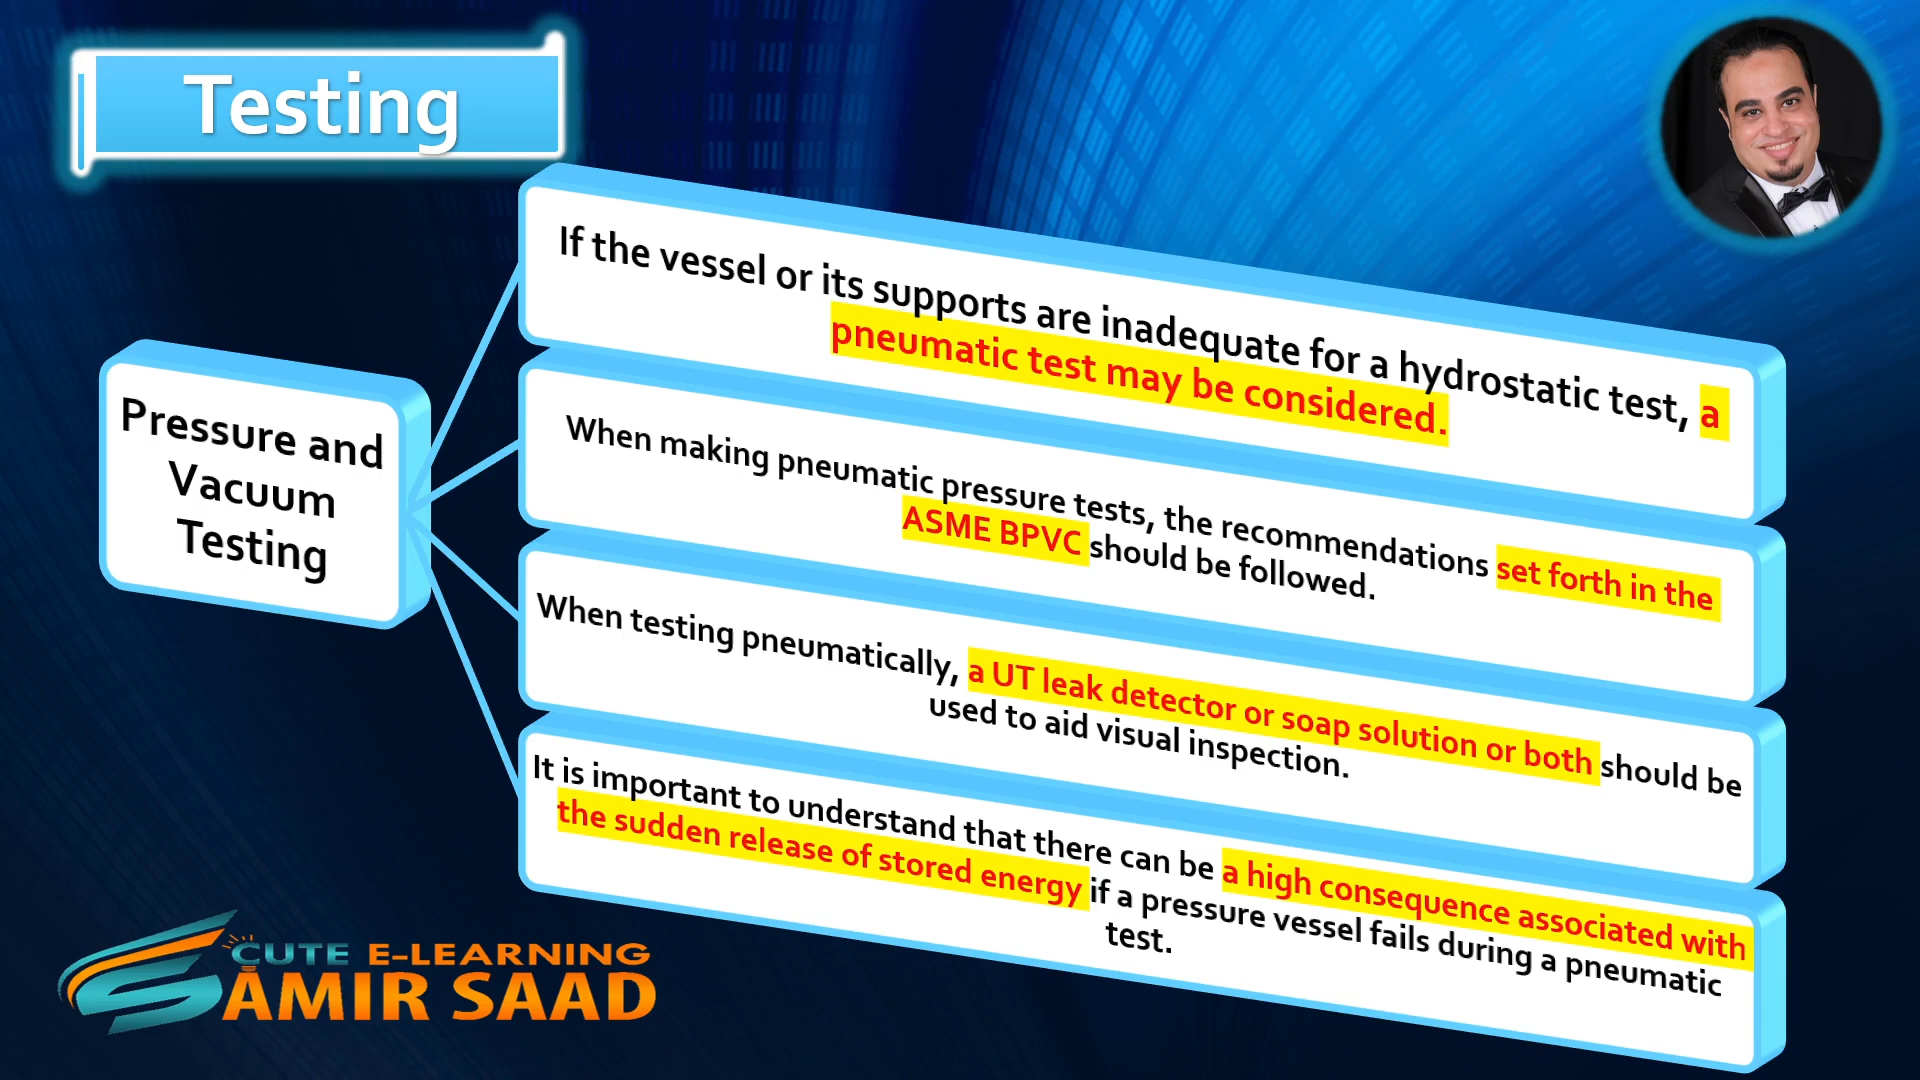 Testing
Pressure and
Vacuum
Testing
If the vessel or its supports are inadequate for a hydrostatic test, a
pneumatic test may be considered.
When making pneumatic pressure tests, the recommendations set forth in the
ASME BPVC should be followed.
When testing pneumatically, a UT leak detector or soap solution or both should be
used to aid visual inspection.
It is important to understand that there can be a high consequence associated with
the sudden release of stored energy if a pressure vessel fails during a pneumatic
test.
CUTE E-LEARNING
AMIR SAAD